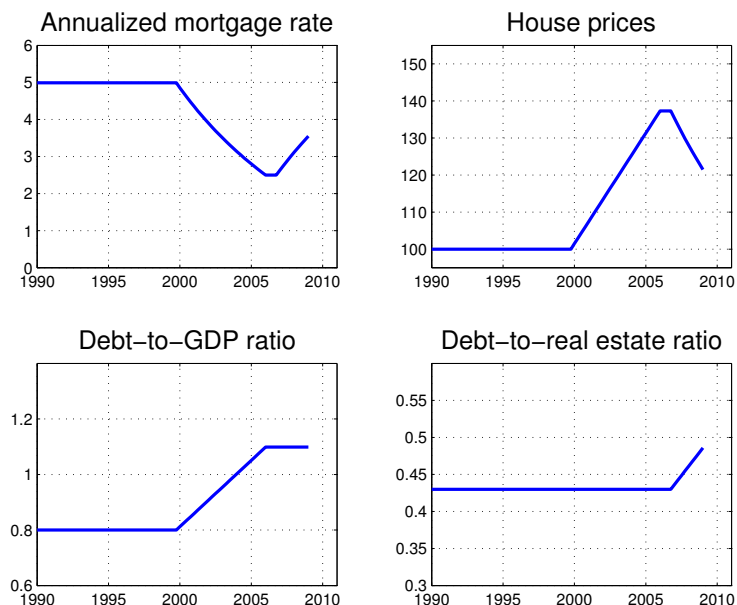 Annualized mortgage rate
6
5
4
3
2
1
0
1990 1995 2000 2005 2010
House prices
150
140
130
120
110
100
1990 1995 2000 2005 2010
Debt−to−GDP ratio
1.2
1
0.8
0.6
1990 1995 2000 2005 2010
Debt−to−real estate ratio
0.55
0.5
0.45
0.4
0.35
0.3
1990 1995 2000 2005 2010